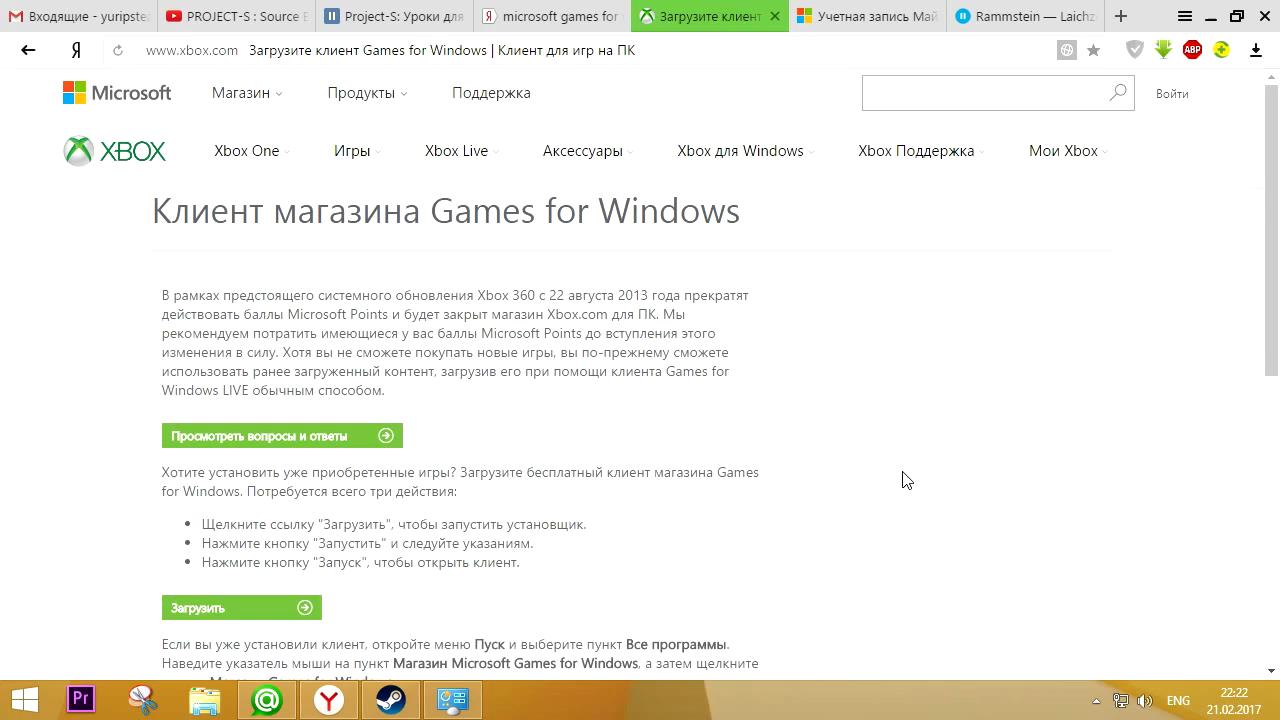 Входящие - yuripste
PROJECT-S : Source E
Project-S: Уроки для
microsoft games for
Загрузите клиент
Учетная запись Май
Rammstein — Laichz
www.xbox.com Загрузите клиент Games for Windows | Клиент для игр на ПК
ABP
Microsoft Магазин Продукты Поддержка Войти
XBOX Xbox One Игры Xbox Live Аксессуары Xbox для Windows Xbox Поддержка Мои Xbox
Клиент магазина Games for Windows
В рамках предстоящего системного обновления Xbox 360 с 22 августа 2013 года прекратят
действовать баллы Microsoft Points и будет закрыт магазин Xbox.com для ПК. Мы
рекомендуем потратить имеющиеся у вас баллы Microsoft Points до вступления этого
изменения в силу. Хотя вы не сможете покупать новые игры, вы по-прежнему сможете
использовать ранее загруженный контент, загрузив его при помощи клиента Games for
Windows LIVE обычным способом.
Просмотреть вопросы и ответы
Хотите установить уже приобретенные игры? Загрузите бесплатный клиент магазина Games
for Windows. Потребуется всего три действия:
Щелкните ссылку "Загрузить", чтобы запустить установщик.
Нажмите кнопку "Запустить" и следуйте указаниям.
Нажмите кнопку "Запуск", чтобы открыть клиент.
Загрузить
Если вы уже установили клиент, откройте меню Пуск и выберите пункт Все программы.
Наведите указатель мыши на пункт Магазин Microsoft Games for Windows, а затем щелкните
Pr
ENG
22:22
21.02.2017